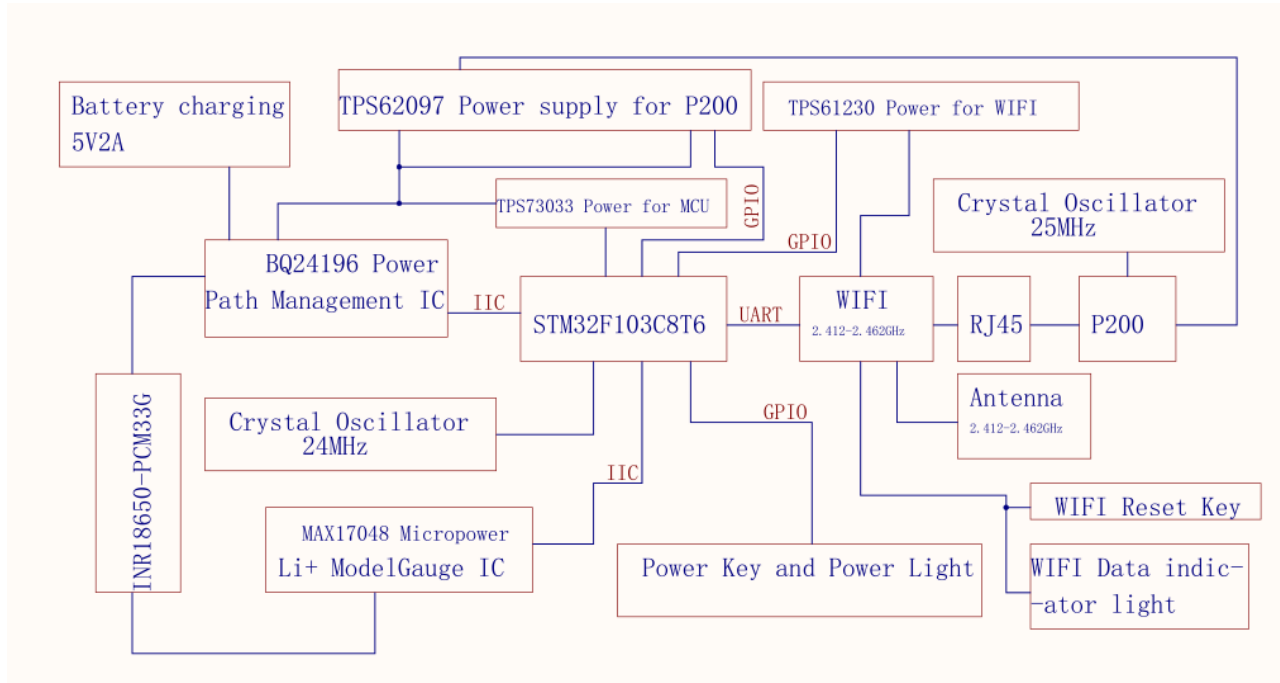 Battery charging
5V2A
TPS62097 Power supply for P200
TPS61230 Power for WIFI
TPS73033 Power for MCU
GPIO
GPIO
Crystal Oscillator
25MHz
BQ24196 Power
Path Management IC
IIC
STM32F103C8T6
UART
WIFI
2.412-2.462GHz
RJ45
P200
INR18650-PCM33G
Crystal Oscillator
24MHz
GPIO
Antenna
2.412-2.462GHz
IIC
MAX17048 Micropower
Li+ ModelGauge IC
Power Key and Power Light
WIFI Reset Key
WIFI Data indic-
-ator light